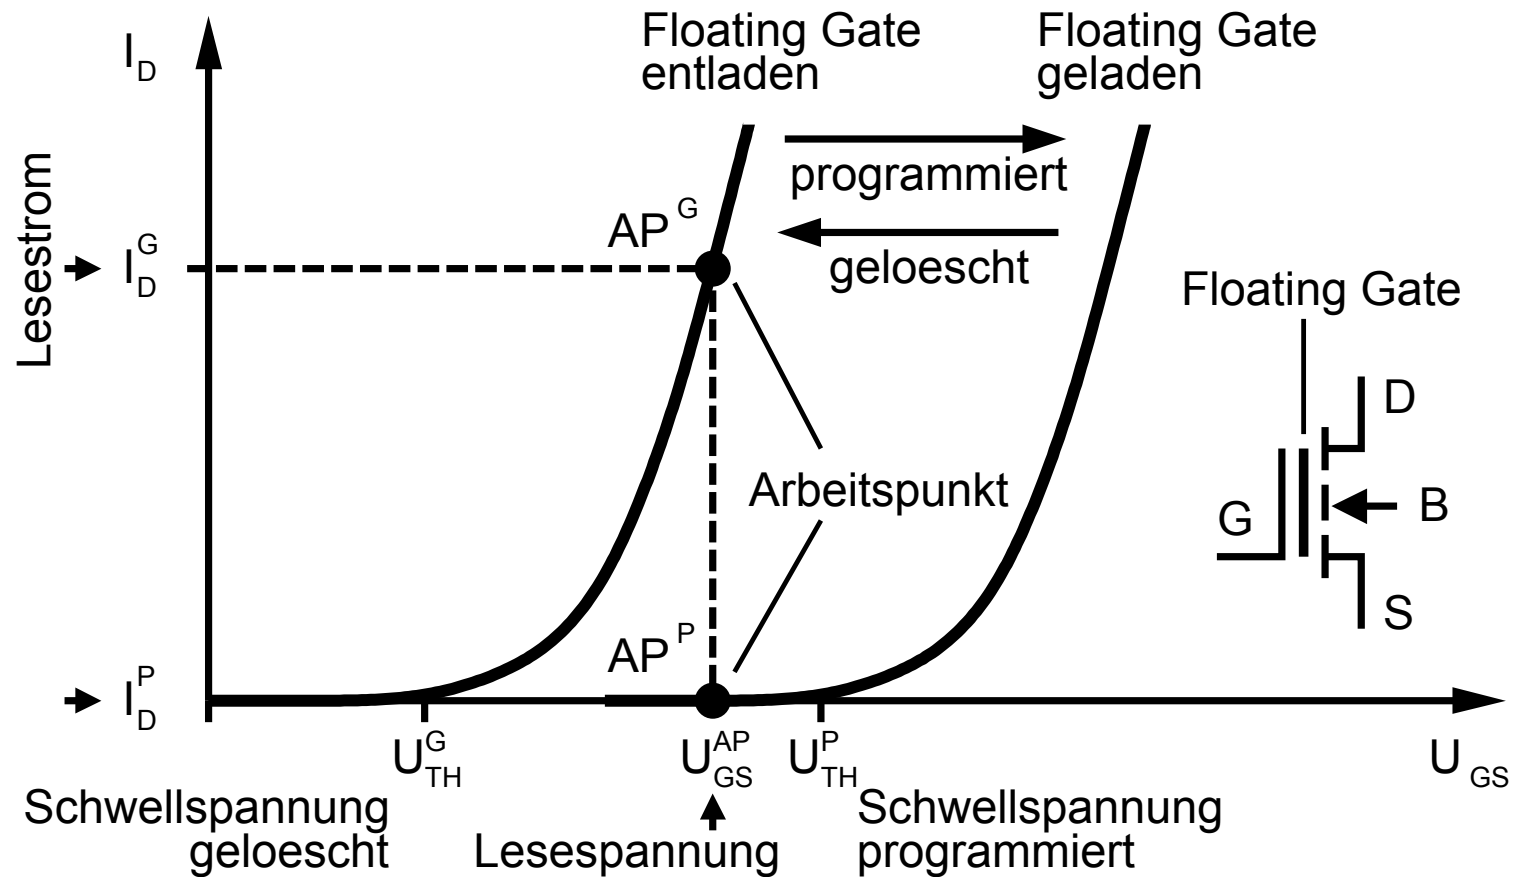 I D
Floating Gate
entladen
Floating Gate
geladen
programmiert
geloescht
Lesestrom
AP G
I G D
Floating Gate
D
G
B
S
Arbeitspunkt
AP P
I P D
U G TH
U AP GS
U P TH
U GS
Schwellspannung
geloescht
Lesespannung
Schwellspannung
programmiert